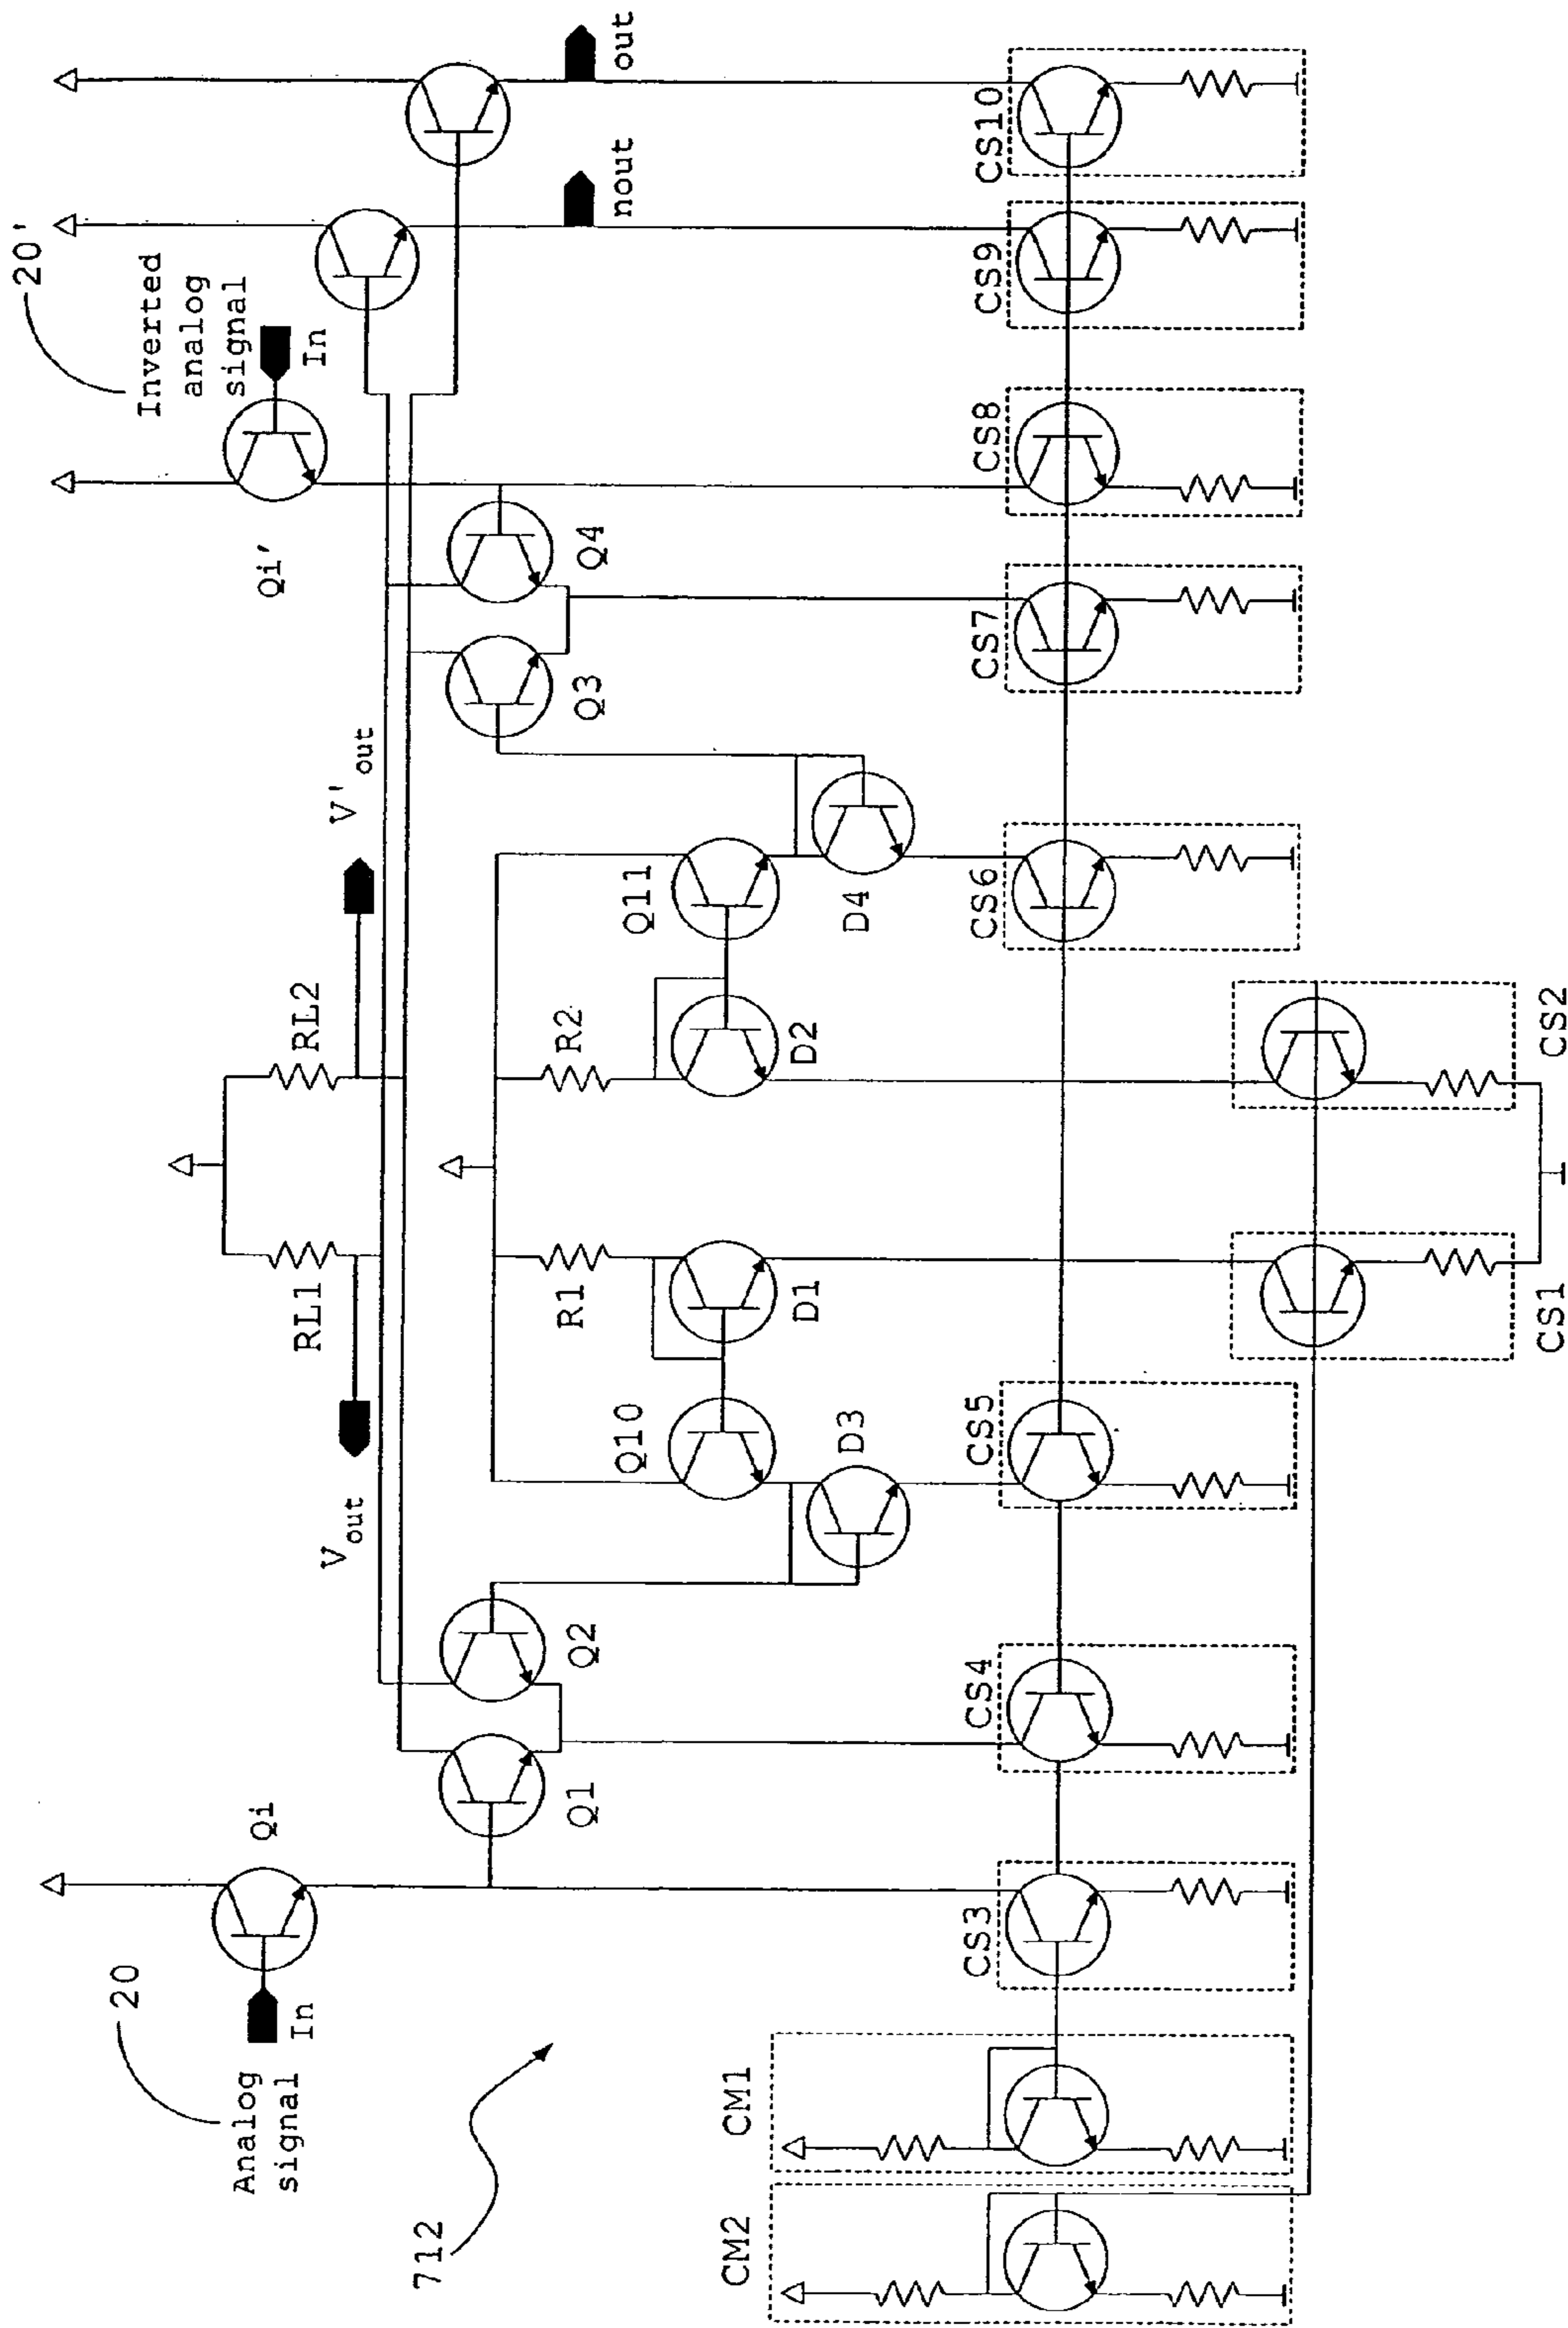 20
Analog
signal
In
Qi
712
CM2
CM1
Vout
RL1
RL2
V'out
20'
Inverted
analog
signal
In
Qi'
Q1
Q2
Q10
D3
R1
D1
R2
D2
Q11
D4
Q3
Q4
nout
out
CS3
CS4
CS5
CS6
CS7
CS8
CS9
CS10
CS1
CS2